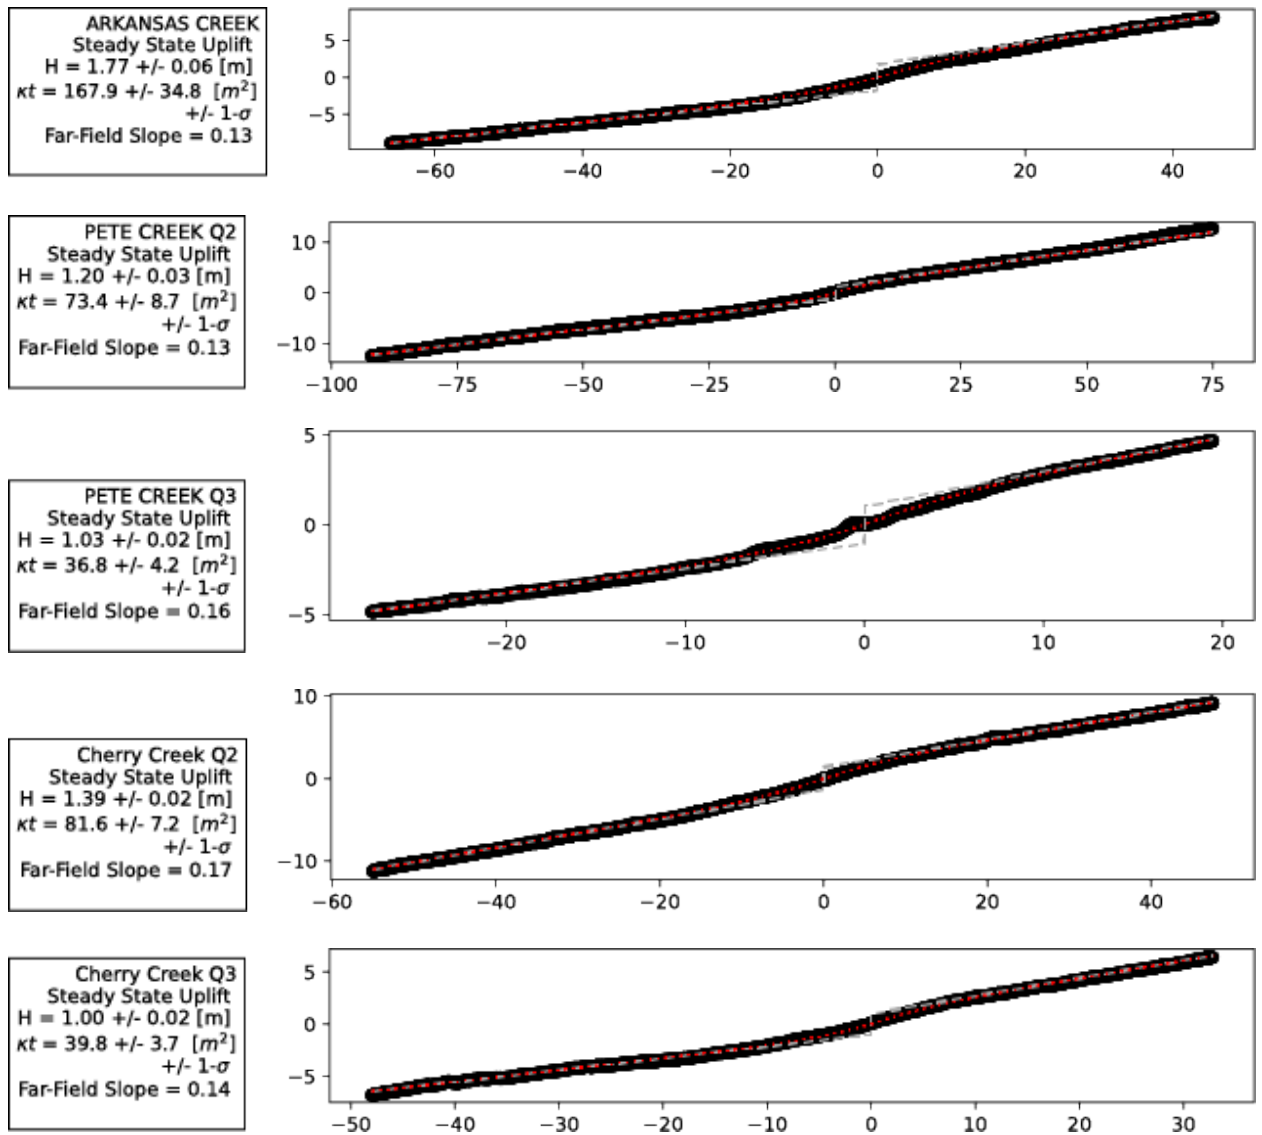 ARKANSAS CREEK
Steady State Uplift
H = 1.77 +/- 0.06 [m]
κt = 167.9 +/- 34.8 [m²]
+/- 1-σ
Far-Field Slope = 0.13
5
0
−5
−60 −40 −20 0 20 40
PETE CREEK Q2
Steady State Uplift
H = 1.20 +/- 0.03 [m]
κt = 73.4 +/- 8.7 [m²]
+/- 1-σ
Far-Field Slope = 0.13
10
0
−10
−100 −75 −50 −25 0 25 50 75
PETE CREEK Q3
Steady State Uplift
H = 1.03 +/- 0.02 [m]
κt = 36.8 +/- 4.2 [m²]
+/- 1-σ
Far-Field Slope = 0.16
5
0
−5
−20 −10 0 10 20
Cherry Creek Q2
Steady State Uplift
H = 1.39 +/- 0.02 [m]
κt = 81.6 +/- 7.2 [m²]
+/- 1-σ
Far-Field Slope = 0.17
10
0
−10
−60 −40 −20 0 20 40
Cherry Creek Q3
Steady State Uplift
H = 1.00 +/- 0.02 [m]
κt = 39.8 +/- 3.7 [m²]
+/- 1-σ
Far-Field Slope = 0.14
5
0
−5
−50 −40 −30 −20 −10 0 10 20 30